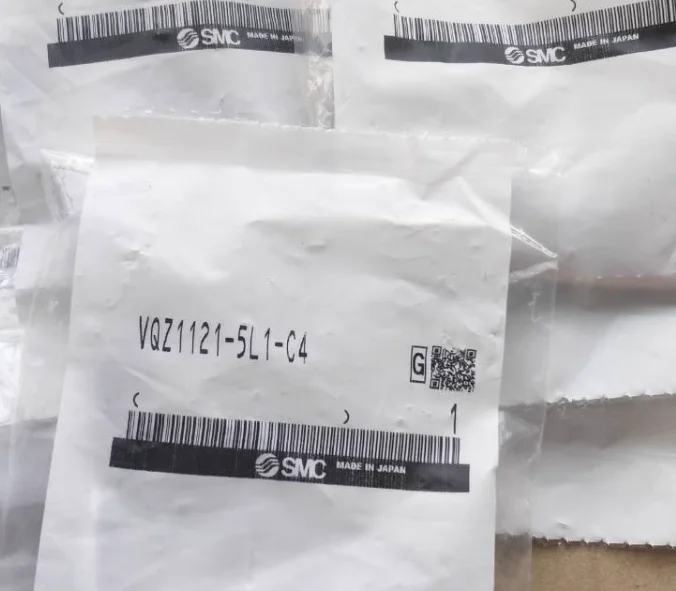 SMC MADE IN JAPAN
SMC MADE IN JAPAN
VQZ1121-5L1-C4
G
( ) 1
SMC MADE IN JAPAN